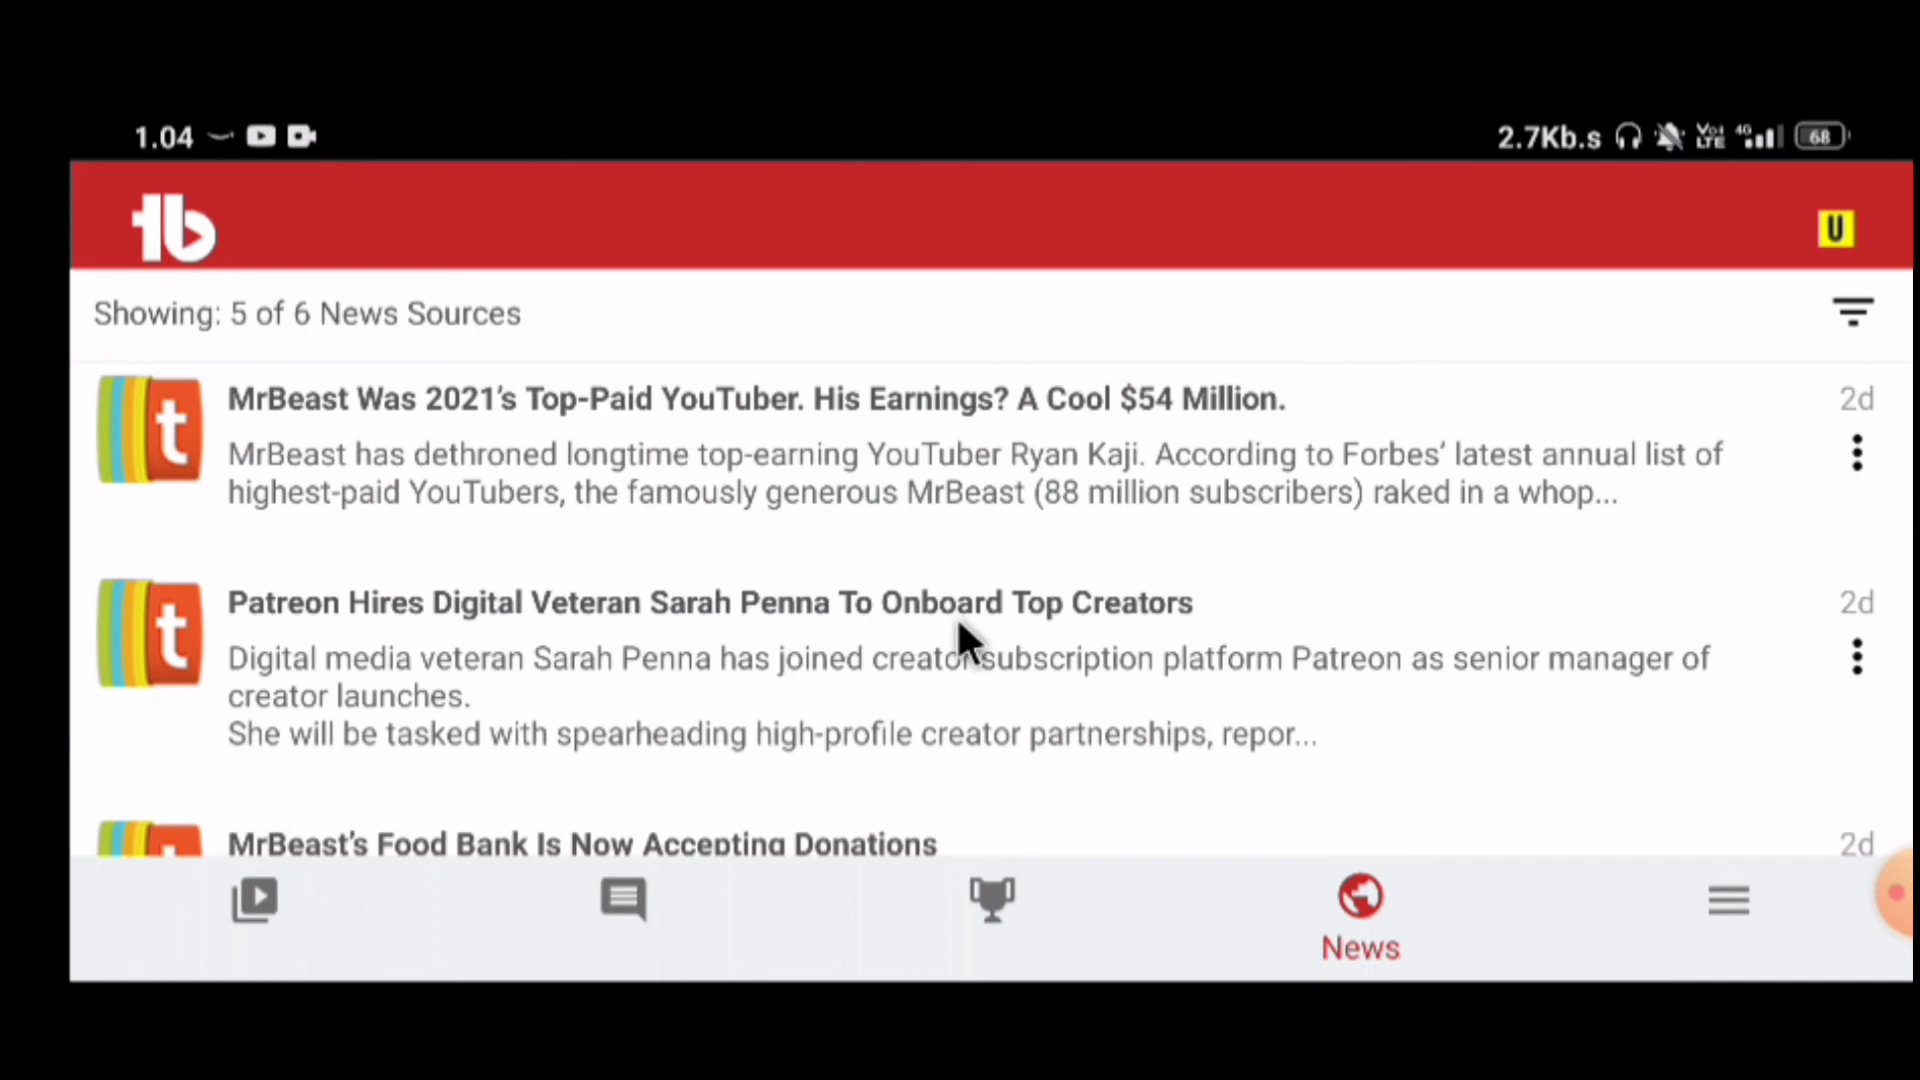 1.04
2.7Kb.s Vo) LTE 4G 68
tb
U
Showing: 5 of 6 News Sources
t
MrBeast Was 2021’s Top-Paid YouTuber. His Earnings? A Cool $54 Million.
2d
MrBeast has dethroned longtime top-earning YouTuber Ryan Kaji. According to Forbes’ latest annual list of
highest-paid YouTubers, the famously generous MrBeast (88 million subscribers) raked in a whop...
t
Patreon Hires Digital Veteran Sarah Penna To Onboard Top Creators
2d
Digital media veteran Sarah Penna has joined creator subscription platform Patreon as senior manager of
creator launches.
She will be tasked with spearheading high-profile creator partnerships, repor...
MrBeast’s Food Bank Is Now Accepting Donations
2d
News